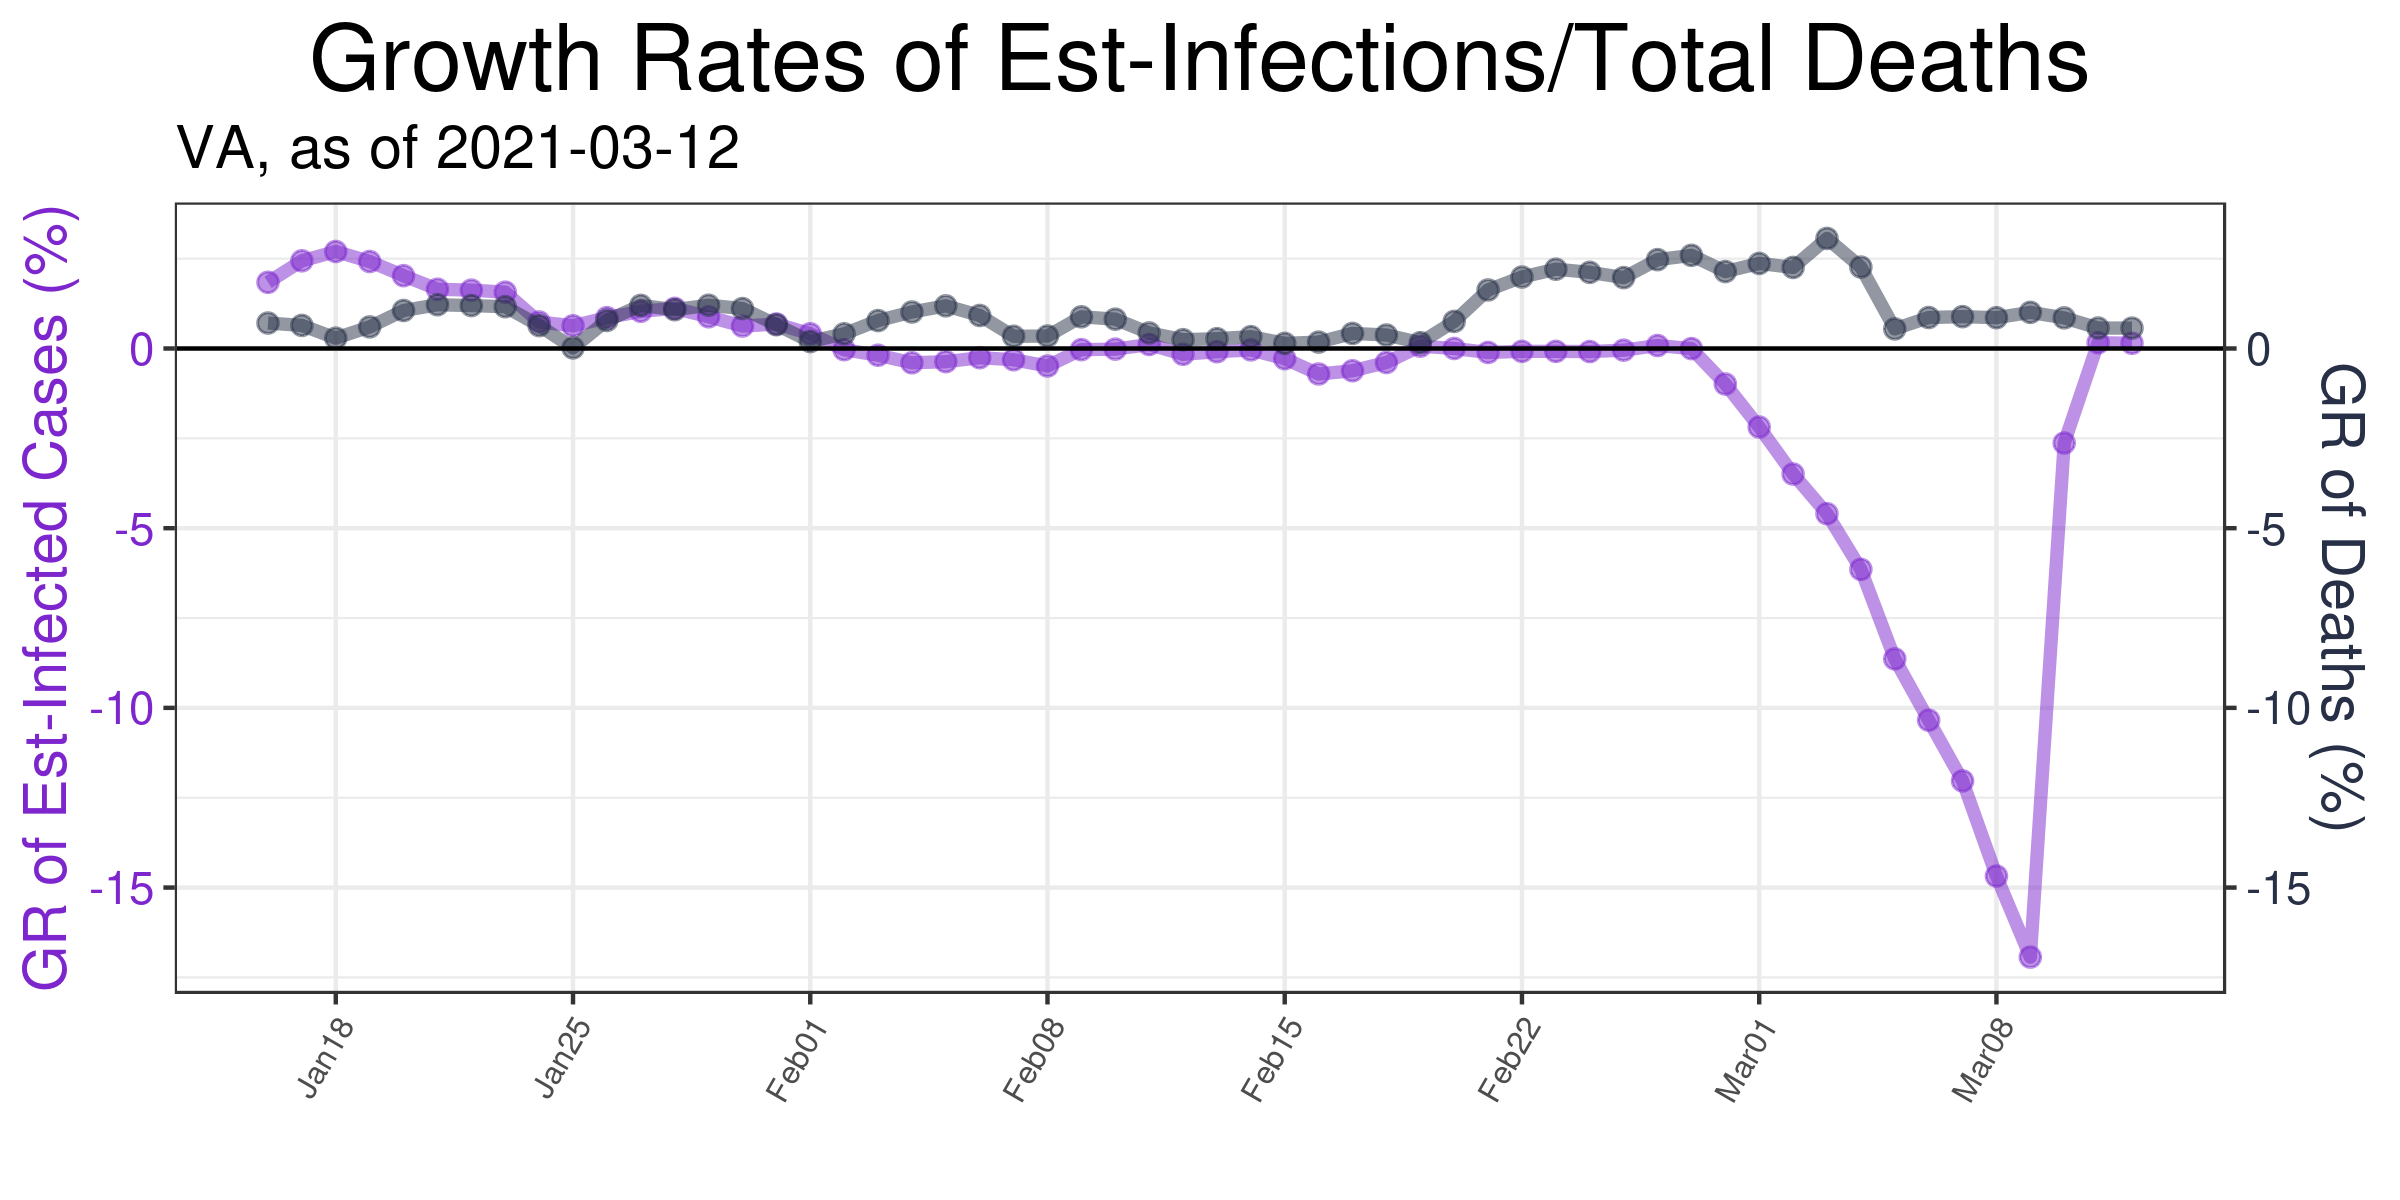 Growth Rates of Est-Infections/Total Deaths
VA, as of 2021-03-12
GR of Est-Infected Cases (%)
0
-5
-10
-15
0
-5
-10
-15
GR of Deaths (%)
Jan18
Jan25
Feb01
Feb08
Feb15
Feb22
Mar01
Mar08